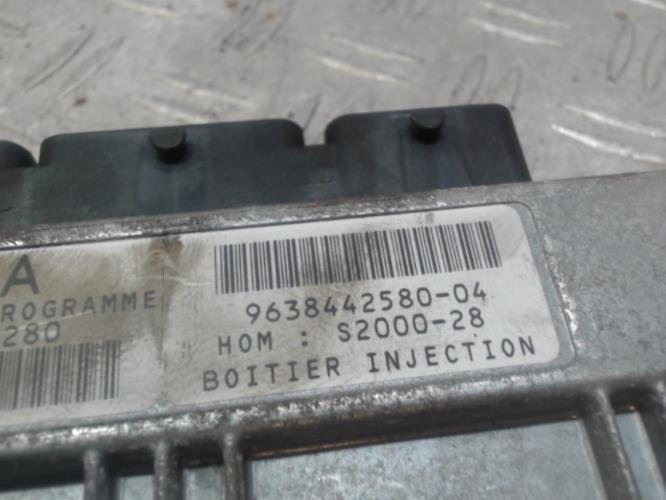 A
ROGRAMME
280
9638442580-04
HOM : S2000-28
BOITIER INJECTION